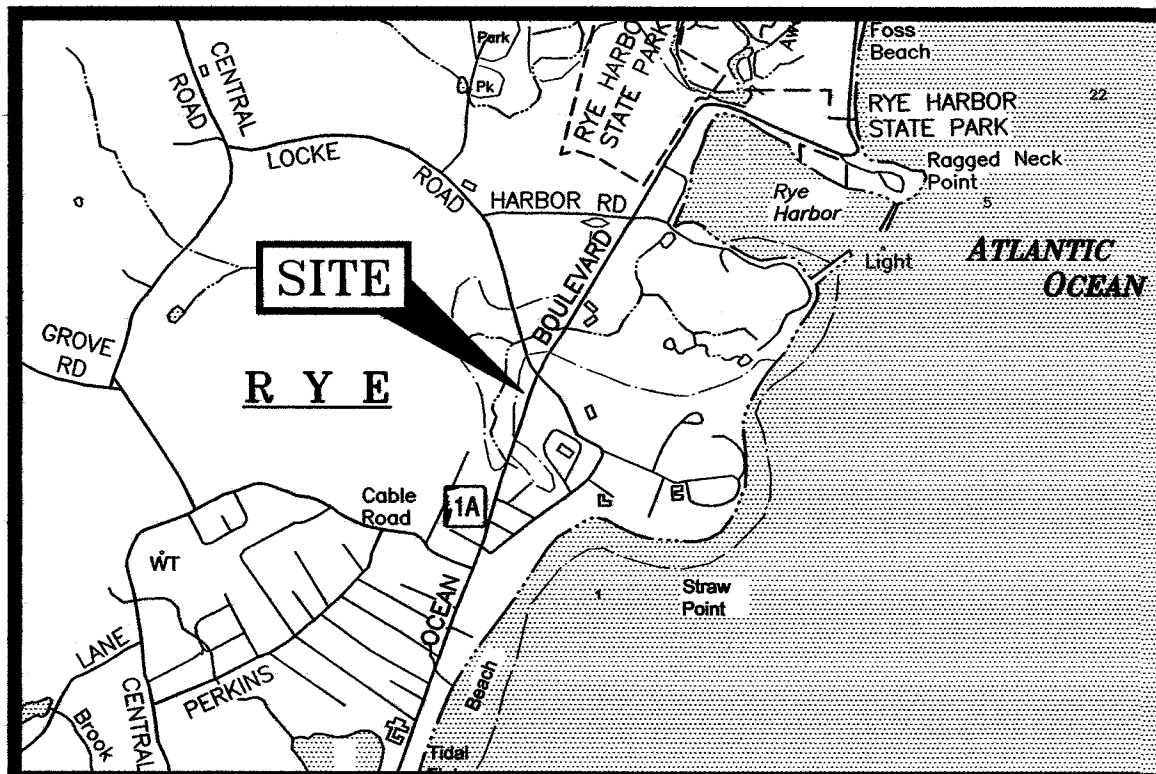 Foss
Beach
Park
Pk
CENTRAL
ROAD
RYE HARBO
STATE PARK
RYE HARBOR
STATE PARK
22
LOCKE
ROAD
HARBOR RD
Ragged Neck
Point
5
Rye
Harbor
Light
ATLANTIC
OCEAN
SITE
BOULEVARD
GROVE
RD
RYE
Cable
Road
1A
WT
OCEAN
Straw
Point
1
LANE
CENTRAL
PERKINS
Beach
Brook
Tidal